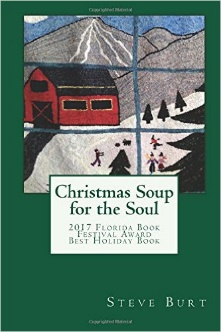 Christmas Soup
for the Soul
2017 Florida Book
Festival Award
Best Holiday Book
Steve Burt